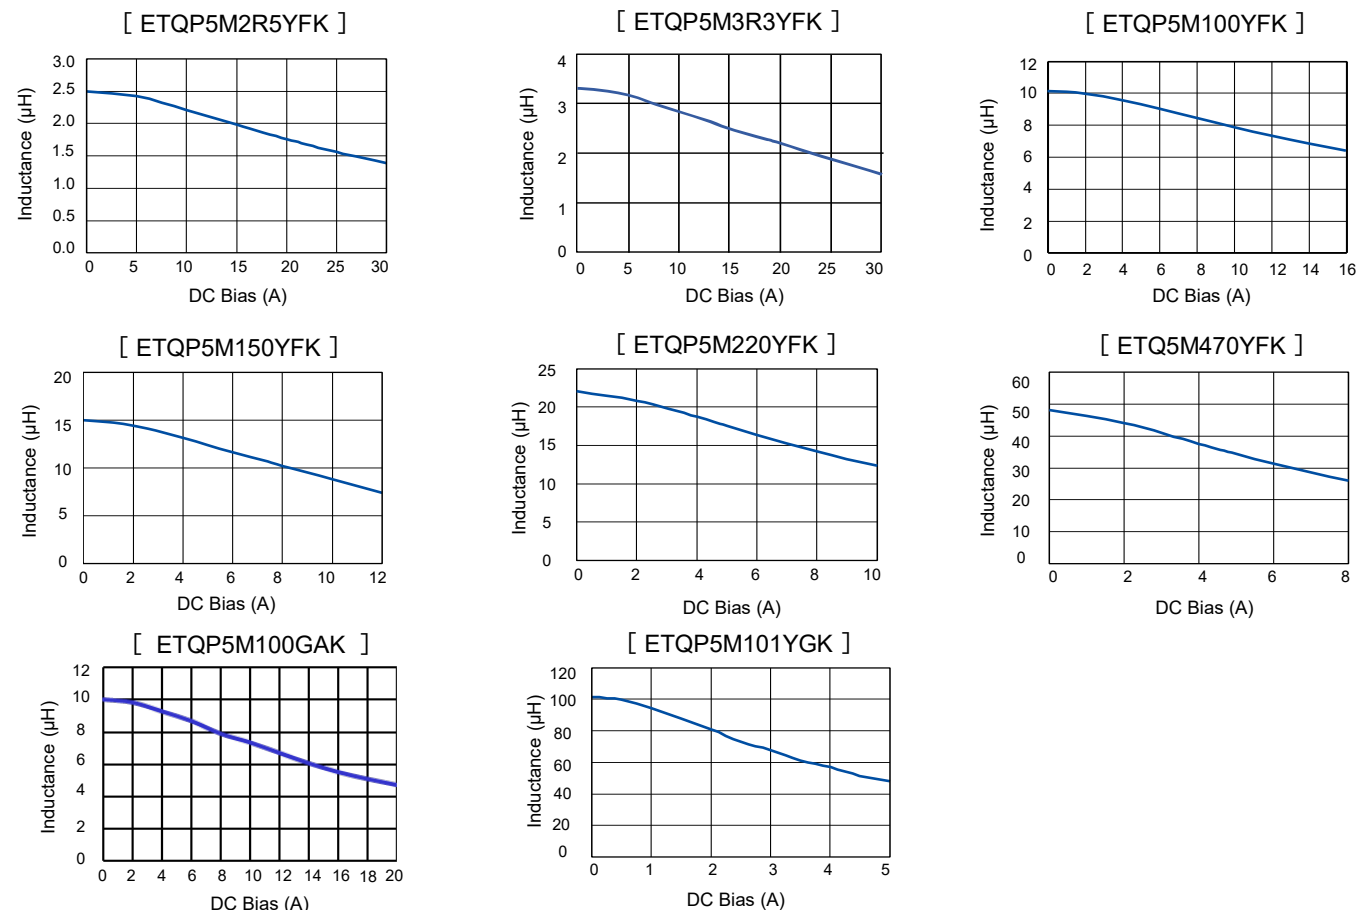 [ ETQP5M2R5YFK ]
3.0
2.5
2.0
1.5
1.0
0.5
0.0
Inductance (μH)
0 5 10 15 20 25 30
DC Bias (A)
[ ETQP5M3R3YFK ]
4
3
2
1
0
Inductance (μH)
0 5 10 15 20 25 30
DC Bias (A)
[ ETQP5M100YFK ]
12
10
8
6
4
2
0
Inductance (μH)
0 2 4 6 8 10 12 14 16
DC Bias (A)
[ ETQP5M150YFK ]
20
15
10
5
0
Inductance (μH)
0 2 4 6 8 10 12
DC Bias (A)
[ ETQP5M220YFK ]
25
20
15
10
5
0
Inductance (μH)
0 2 4 6 8 10
DC Bias (A)
[ ETQ5M470YFK ]
60
50
40
30
20
10
0
Inductance (μH)
0 2 4 6 8
DC Bias (A)
[ ETQP5M100GAK ]
12
10
8
6
4
2
0
Inductance (μH)
0 2 4 6 8 10 12 14 16 18 20
DC Bias (A)
[ ETQP5M101YGK ]
120
100
80
60
40
20
0
Inductance (μH)
0 1 2 3 4 5
DC Bias (A)